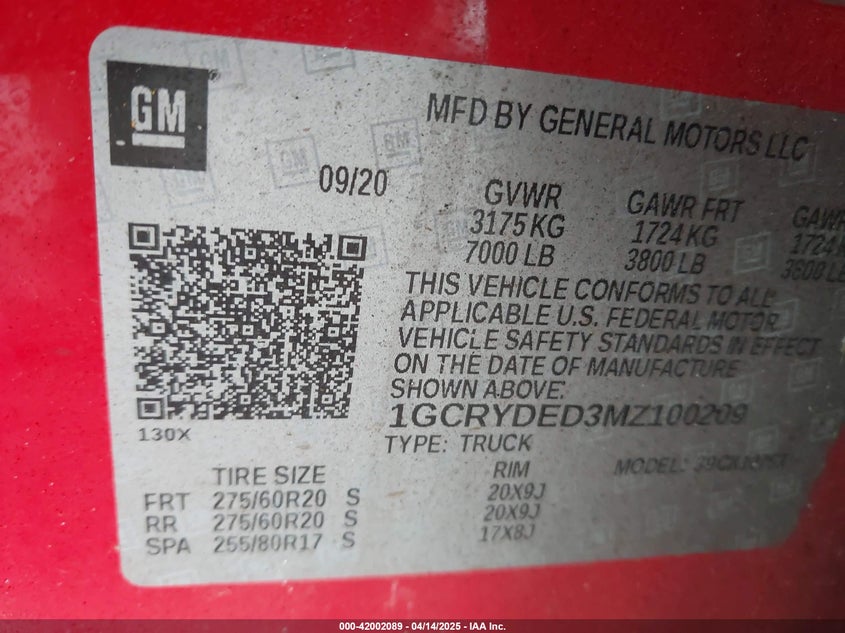 GM
MFD BY GENERAL MOTORS LLC
09/20
GVWR GAWR FRT GAWR
3175 KG 1724 KG
7000 LB 3800 LB
THIS VEHICLE CONFORMS TO ALL
APPLICABLE U.S. FEDERAL MOTOR
VEHICLE SAFETY STANDARDS IN EFFECT
ON THE DATE OF MANUFACTURE
SHOWN ABOVE.
1GCRYDED3MZ100209
130X
TYPE: TRUCK
MODEL:
TIRE SIZE RIM
FRT 275/60R20 S 20X9J
RR 275/60R20 S 20X9J
SPA 255/80R17 S 17X8J
000-42002089 - 04/14/2025 - IAA Inc.